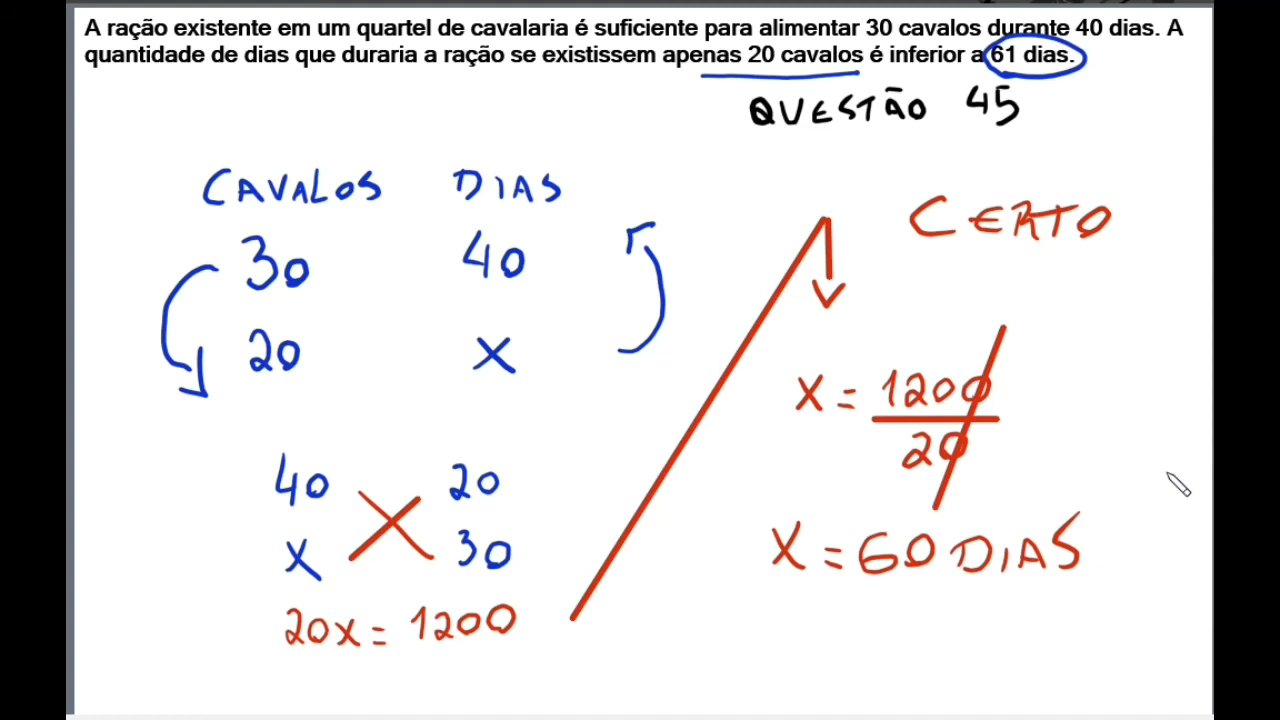 A ração existente em um quartel de cavalaria é suficiente para alimentar 30 cavalos durante 40 dias. A
quantidade de dias que duraria a ração se existissem apenas 20 cavalos é inferior a 61 dias.
QUESTÃO 45
CAVALOS DIAS
30 40
20 X
40 20
X 30
20X = 1200
CERTO
X = 1200
20
X = 60 DIAS